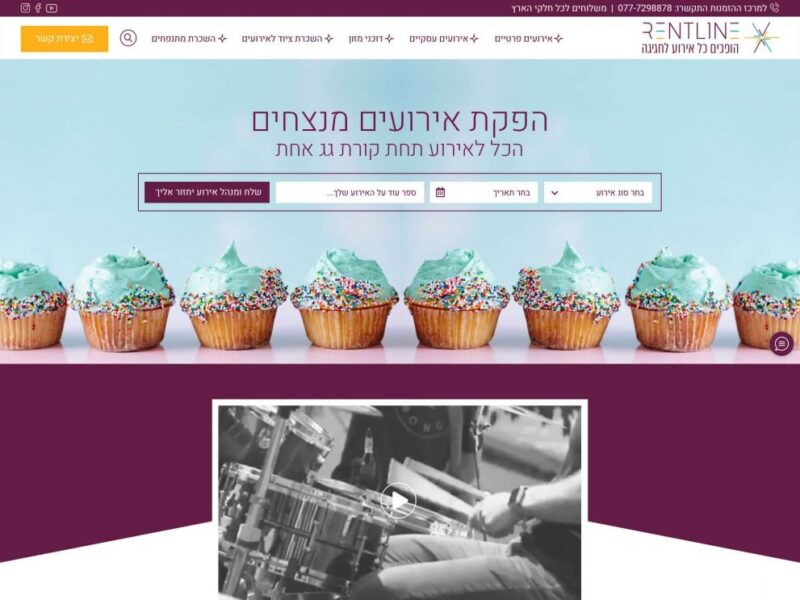 למרכז ההזמנות התקשרו: 077-7298878 | משלוחים לכל חלקי הארץ
RENTLINE
הופכים כל אירוע לחגיגה
אירועים פרטיים
אירועים עסקיים
דוכני מזון
השכרת ציוד לאירועים
השכרת מתנפחים
יצירת קשר
הפקת אירועים מנצחים
הכל לאירוע תחת קורת גג אחת
בחר סוג אירוע
בחר תאריך
ספר עוד על האירוע שלך...
שלח ומנהל אירוע יחזור אליך